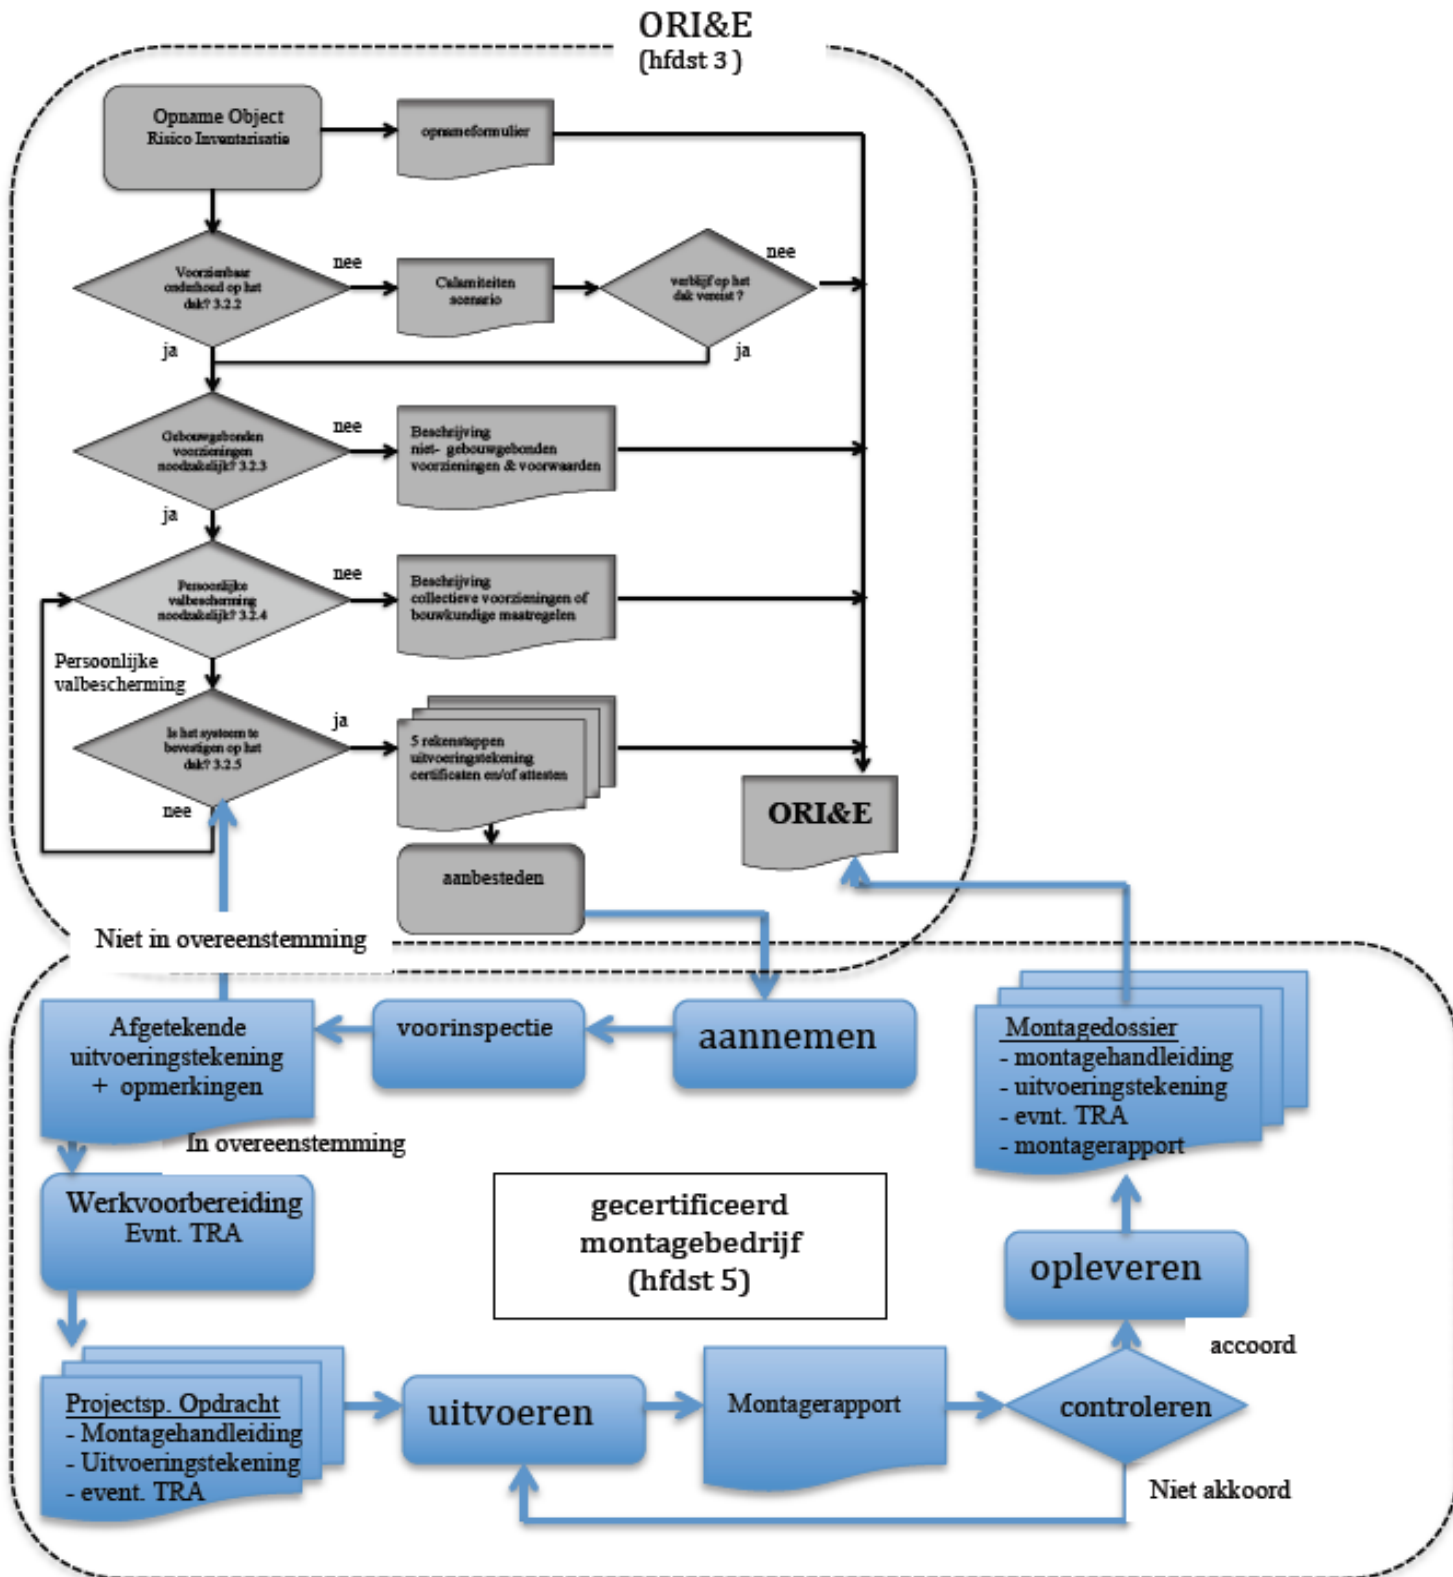 ORI&E
(hfdst 3 )
Opname Object
Risico Inventarisatie
opnameformulier
Voorzienbaar
onderhoud op het
dak? 3.2.2
nee
Calamiteiten
scenario
verblijf op het
dak vereist ?
nee
ja
ja
Gebouwgebonden
voorzieningen
noodzakelijk? 3.2.3
nee
Beschrijving
niet- gebouwgebonden
voorzieningen & voorwaarden
ja
Persoonlijke
valbescherming
noodzakelijk? 3.2.4
nee
Beschrijving
collectieve voorzieningen of
bouwkundige maatregelen
Persoonlijke
valbescherming
Is het systeem te
bevestigen op het
dak? 3.2.5
ja
5 rekenstappen
uitvoeringstekening
certificaten en/of attesten
nee
ORI&E
aanbesteden
Niet in overeenstemming
Afgetekende
uitvoeringstekening
+ opmerkingen
voorinspectie
aannemen
Montagedossier
- montagehandleiding
- uitvoeringstekening
- evnt. TRA
- montagerapport
In overeenstemming
Werkvoorbereiding
Evnt. TRA
gecertificeerd
montagebedrijf
(hfdst 5)
opleveren
accoord
Projectsp. Opdracht
- Montagehandleiding
- Uitvoeringstekening
- event. TRA
uitvoeren
Montagerapport
controleren
Niet akkoord